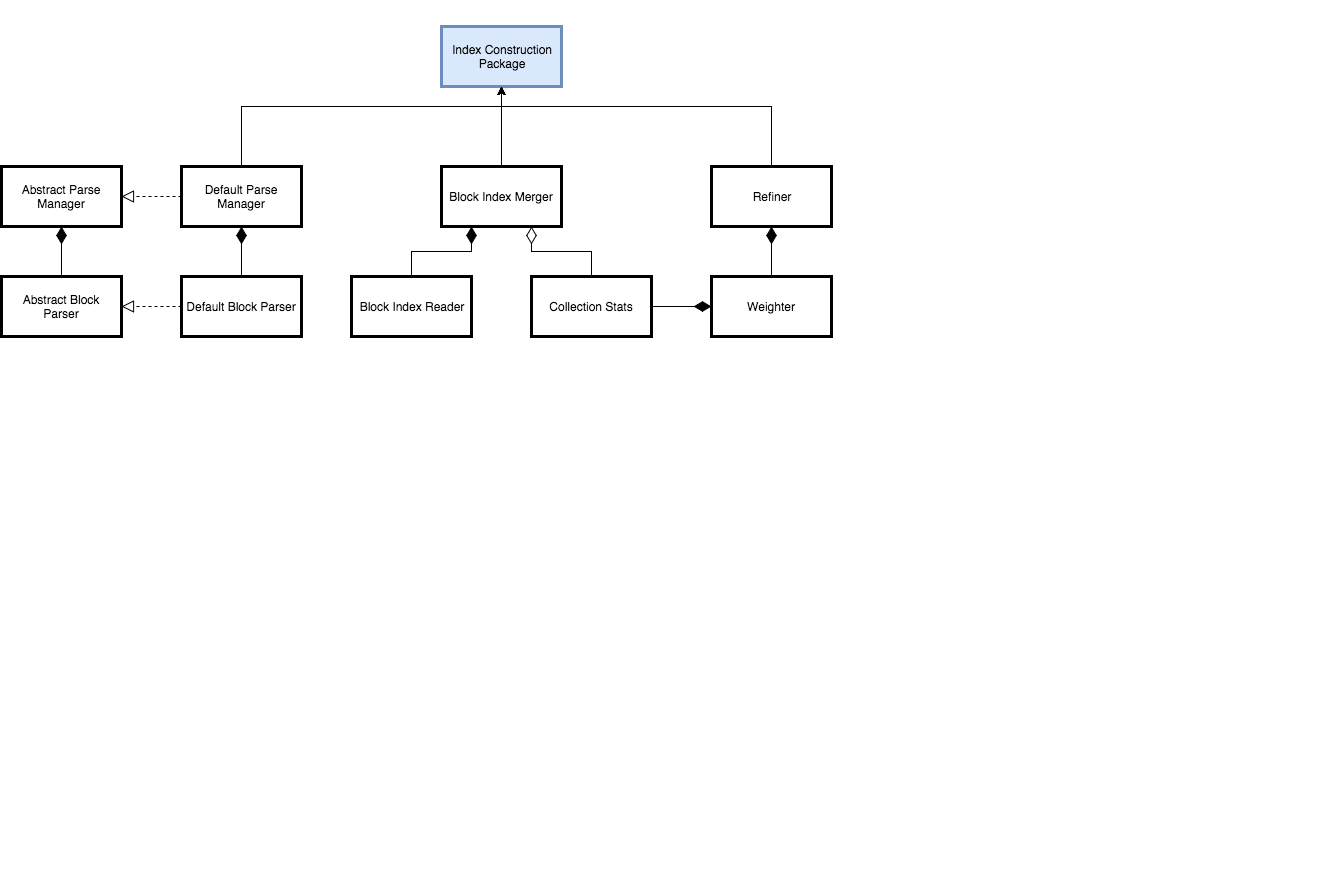 Index Construction
Package
Abstract Parse
Manager
Default Parse
Manager
Block Index Merger
Refiner
Abstract Block
Parser
Default Block Parser
Block Index Reader
Collection Stats
Weighter